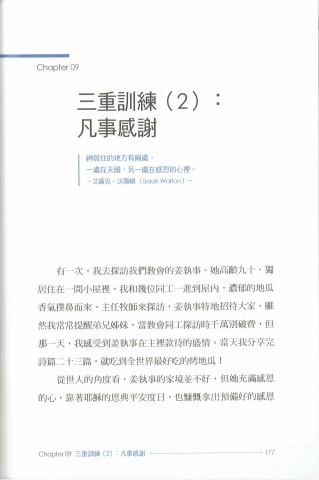 Chapter 09
三重訓練（2）：
凡事感謝
神居住的地方有兩處，
一處在天國，另一處在感恩的心裡。
—艾薩克・沃爾頓（Izaak Walton）—
有一次，我去探訪我們教會的姜執事。她高齡九十，獨
居住在一間小屋裡。我和幾位同工一進到屋內，濃郁的地瓜
香氣撲鼻而來。主任牧師來探訪，姜執事特地招待大家。雖
然我常常提醒弟兄姊妹，當教會同工探訪時千萬別破費，但
那一天，我感受到姜執事在主裡款待的盛情。當天我分享完
詩篇二十三篇，就吃到全世界最好吃的烤地瓜！
從世人的角度看，姜執事的家境並不好，但她充滿感恩
的心，靠著耶穌的恩典平安度日，也慷慨拿出預備好的感恩
Chapter 09 三重訓練（2）：凡事感謝 177